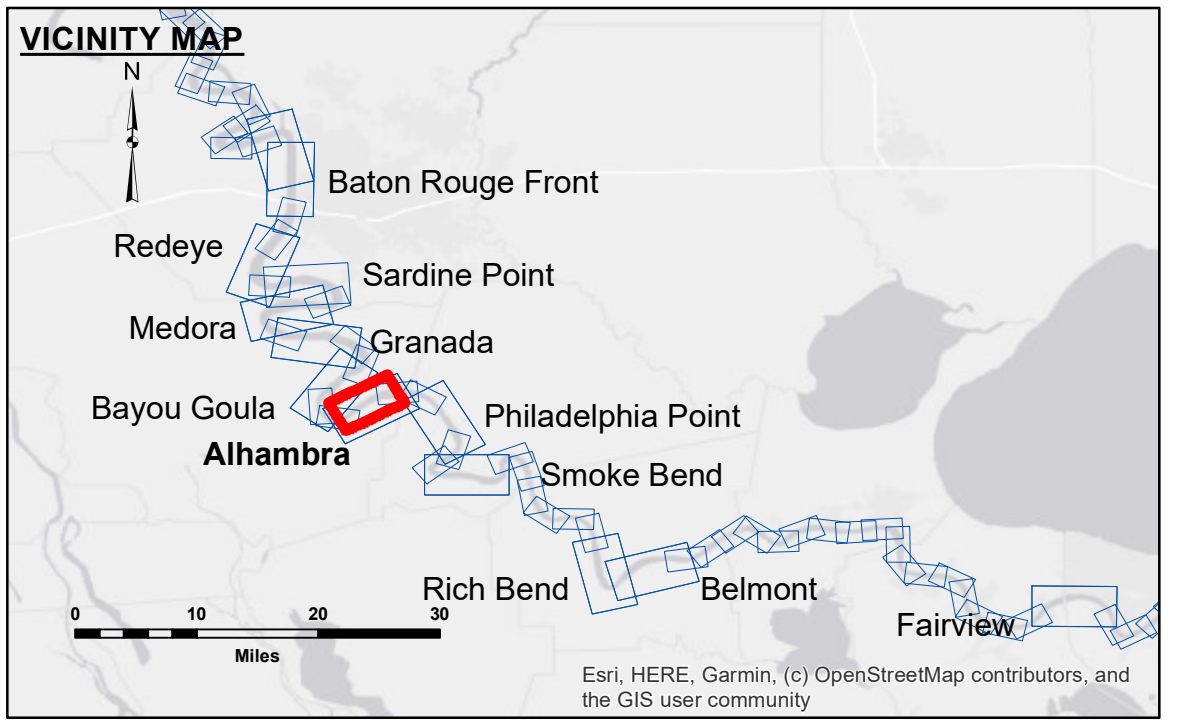 VICINITY MAP
N
Baton Rouge Front
Redeye
Sardine Point
Medora
Granada
Bayou Goula
Philadelphia Point
Alhambra
Smoke Bend
Rich Bend
Belmont
0 10 20 30
Fairview
Miles
Esri, HERE, Garmin, (c) OpenStreetMap contributors, and
the GIS user community